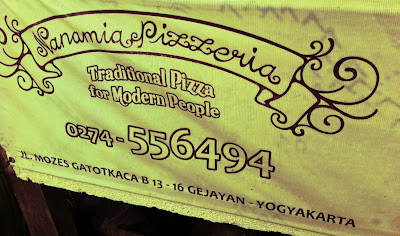 Nanamia Pizzeria
Traditional Pizza
for Modern People
0274-556494
JL. MOZES GATOTKACA B 13 - 16 GEJAYAN - YOGYAKARTA